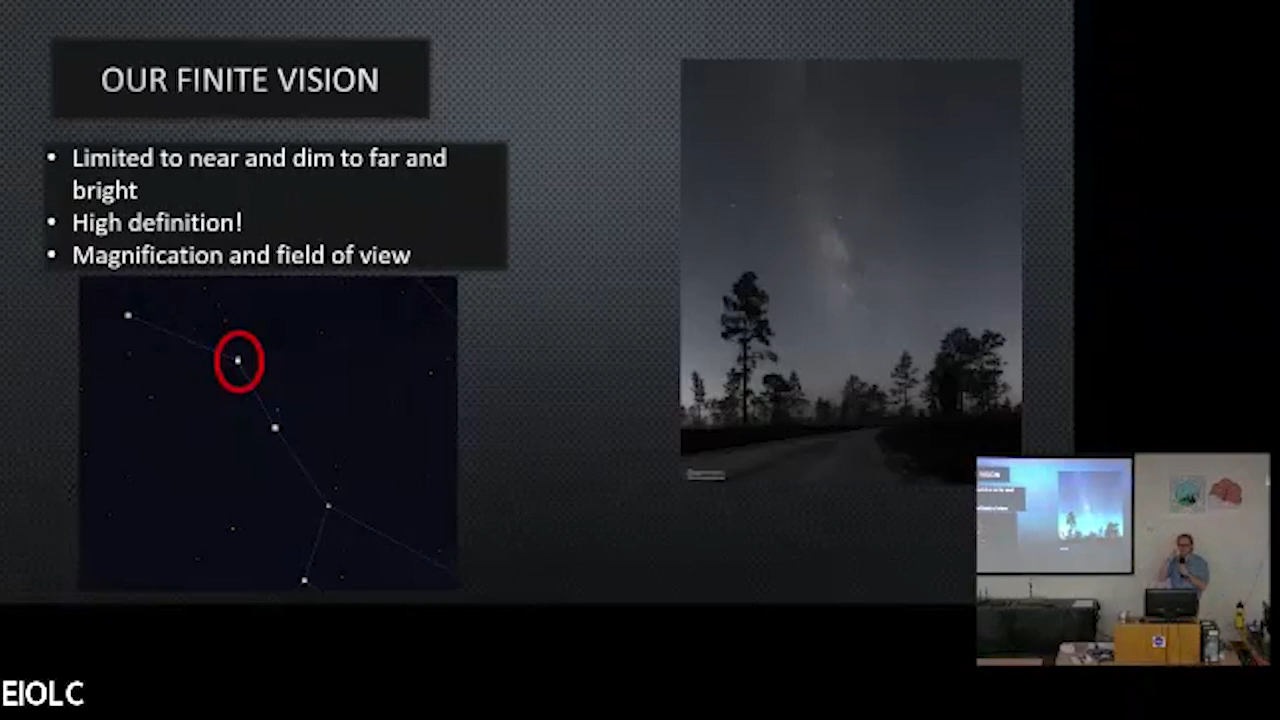 OUR FINITE VISION
• Limited to near and dim to far and
bright
• High definition!
• Magnification and field of view
VISION
EIOLC